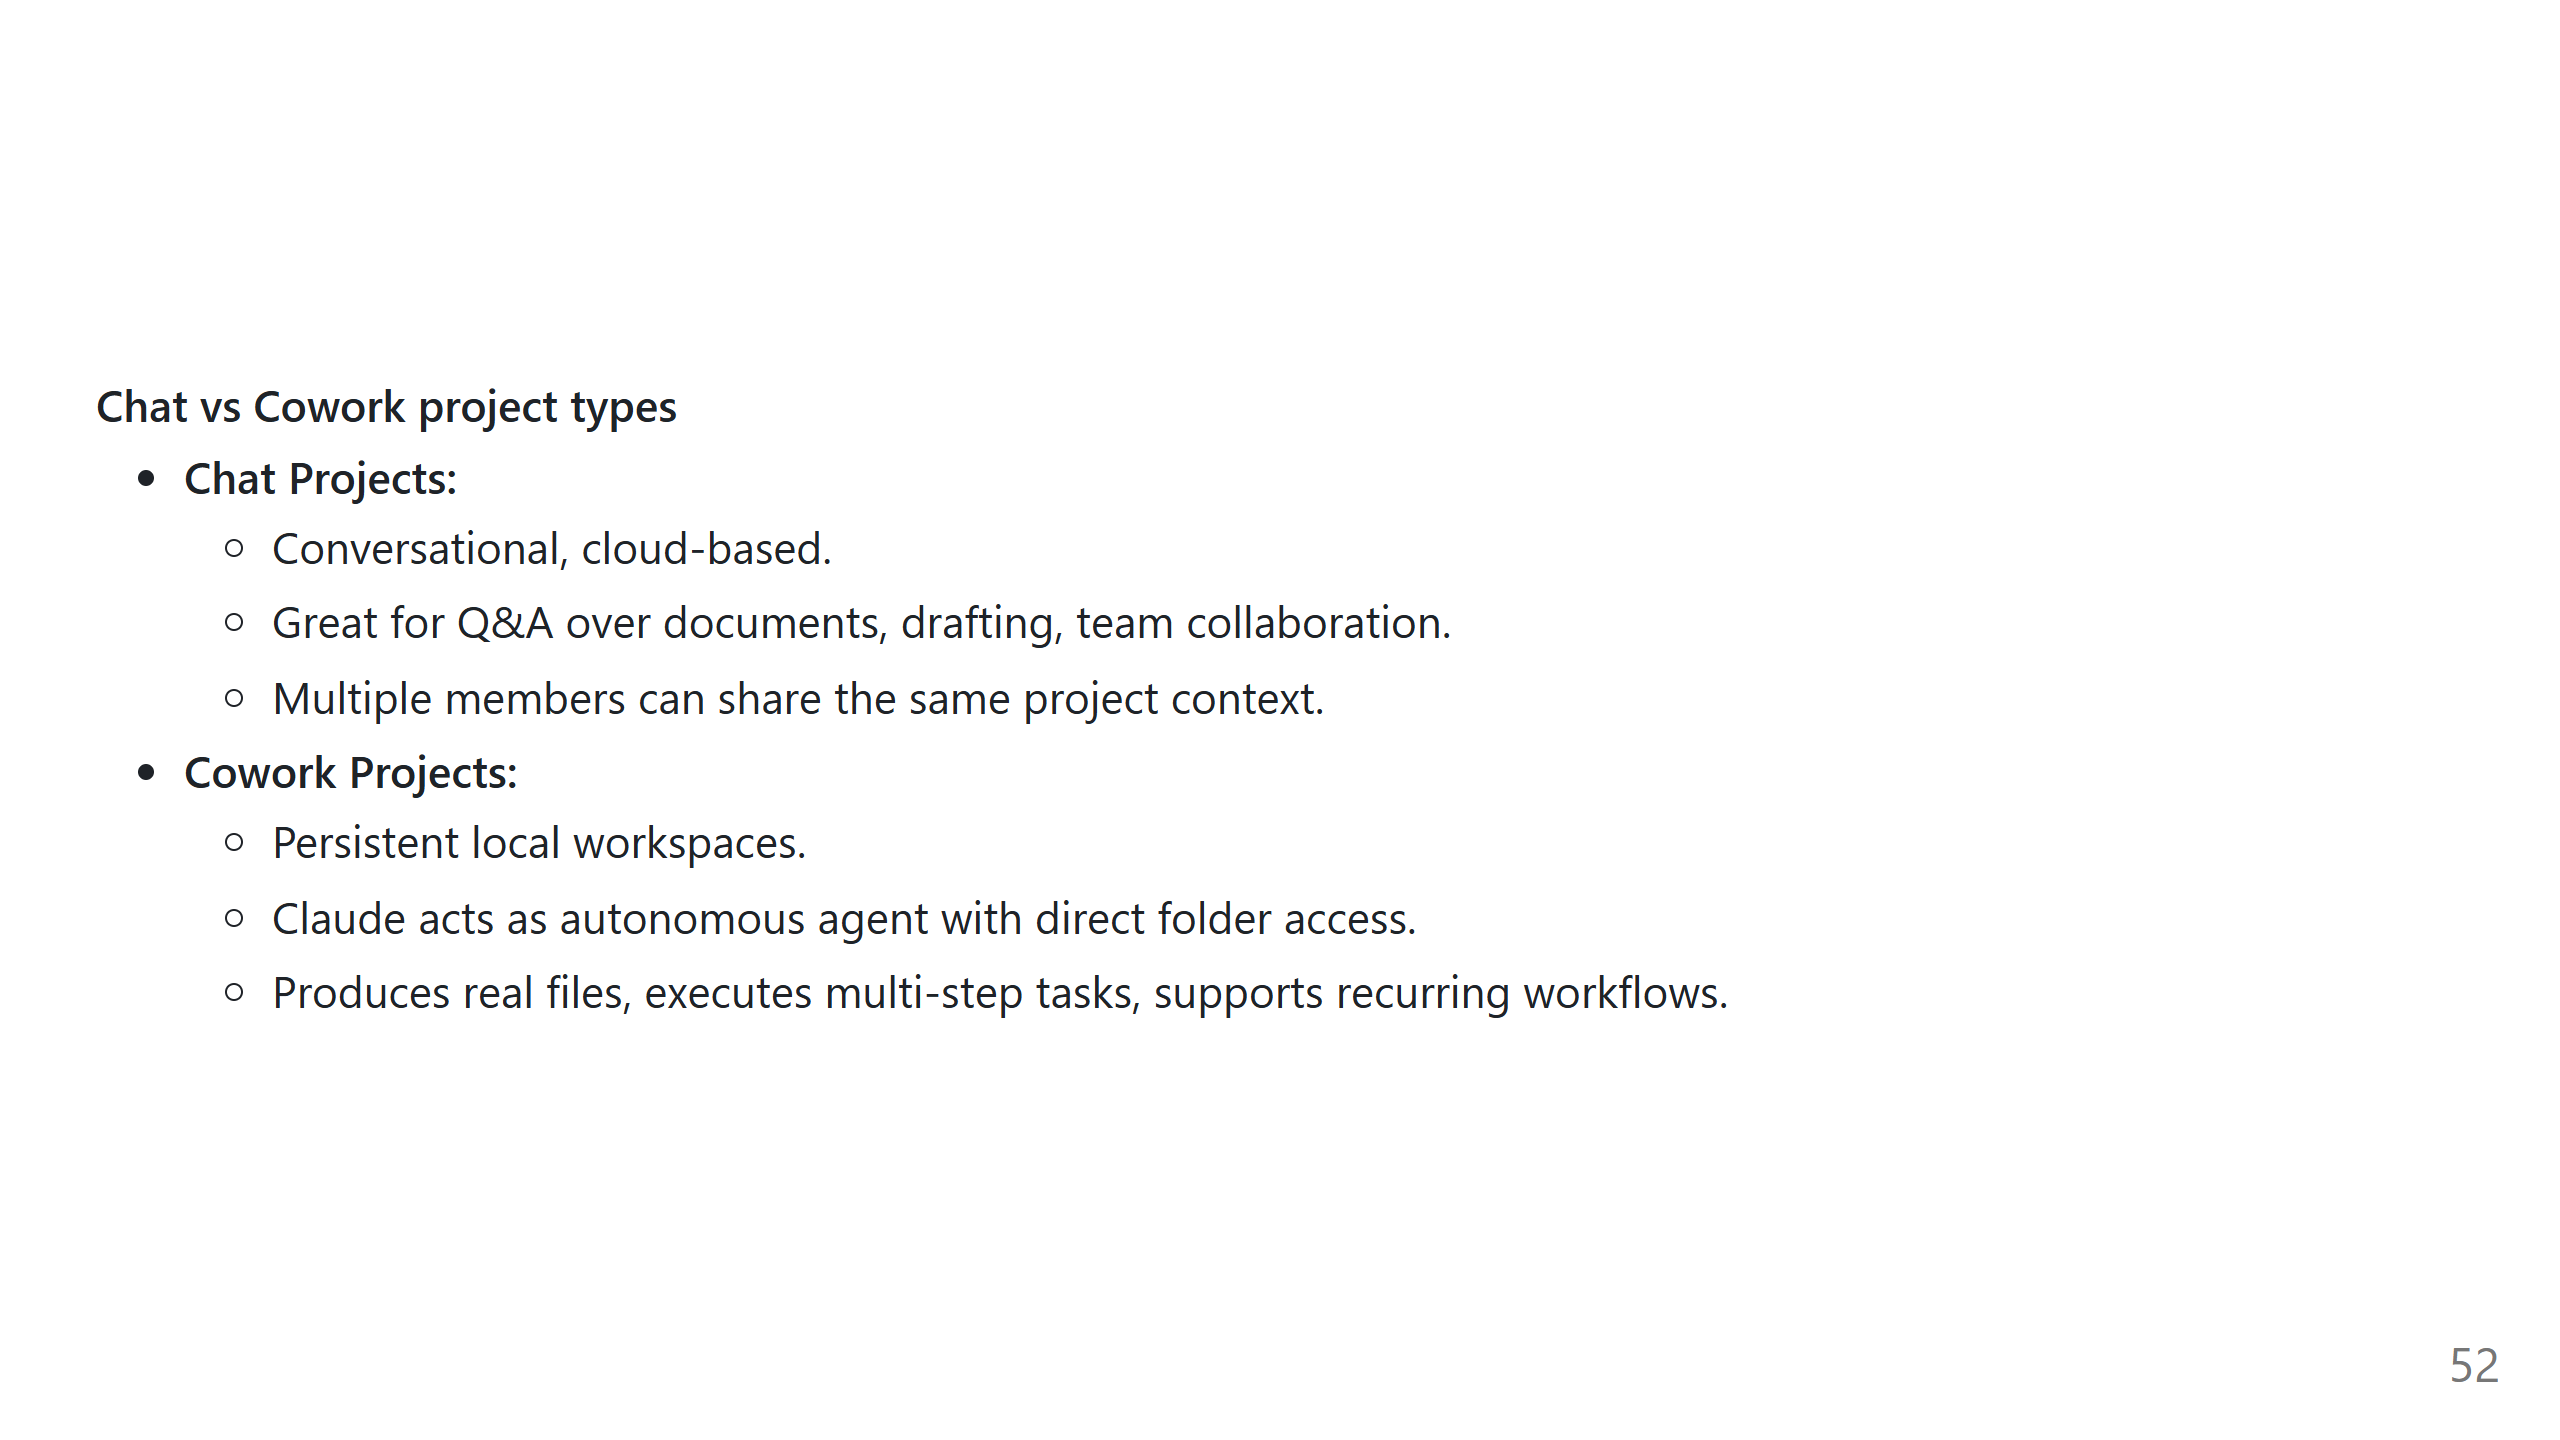 Chat vs Cowork project types
• Chat Projects:
○ Conversational, cloud-based.
○ Great for Q&A over documents, drafting, team collaboration.
○ Multiple members can share the same project context.
• Cowork Projects:
○ Persistent local workspaces.
○ Claude acts as autonomous agent with direct folder access.
○ Produces real files, executes multi-step tasks, supports recurring workflows.
52